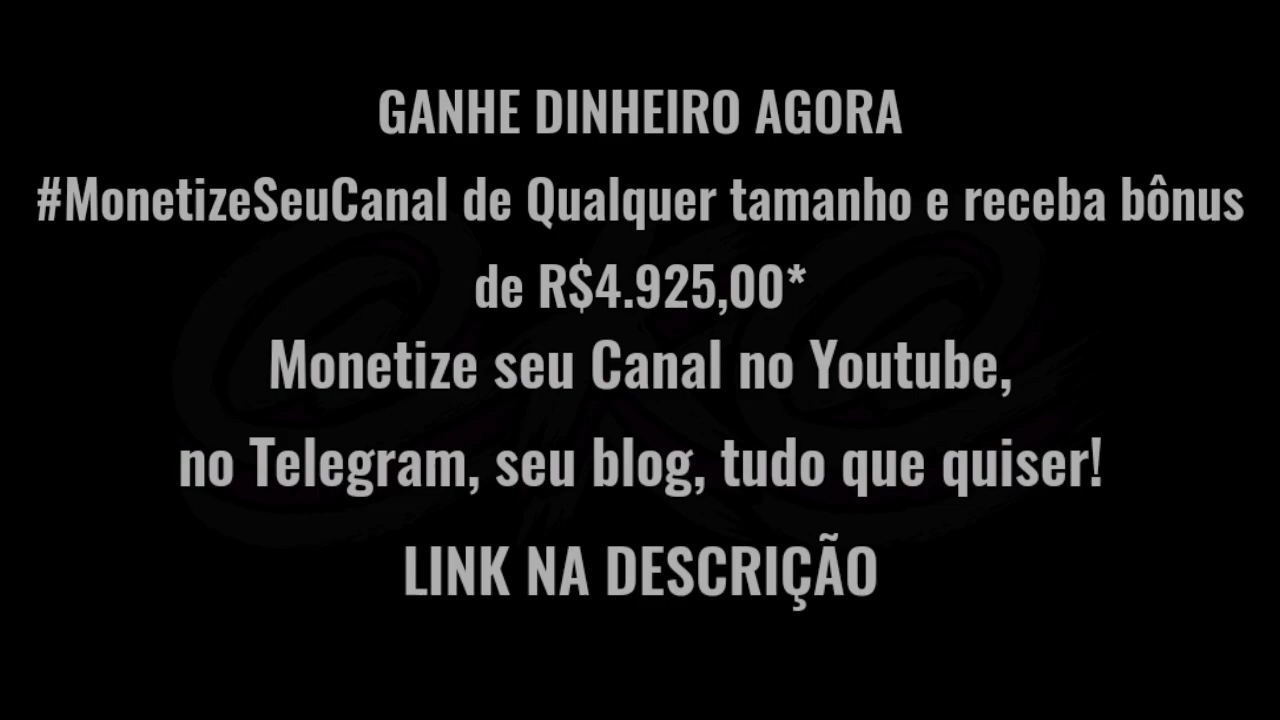 GANHE DINHEIRO AGORA
#MonetizeSeuCanal de Qualquer tamanho e receba bônus
de R$4.925,00*
Monetize seu Canal no Youtube,
no Telegram, seu blog, tudo que quiser!
LINK NA DESCRIÇÃO